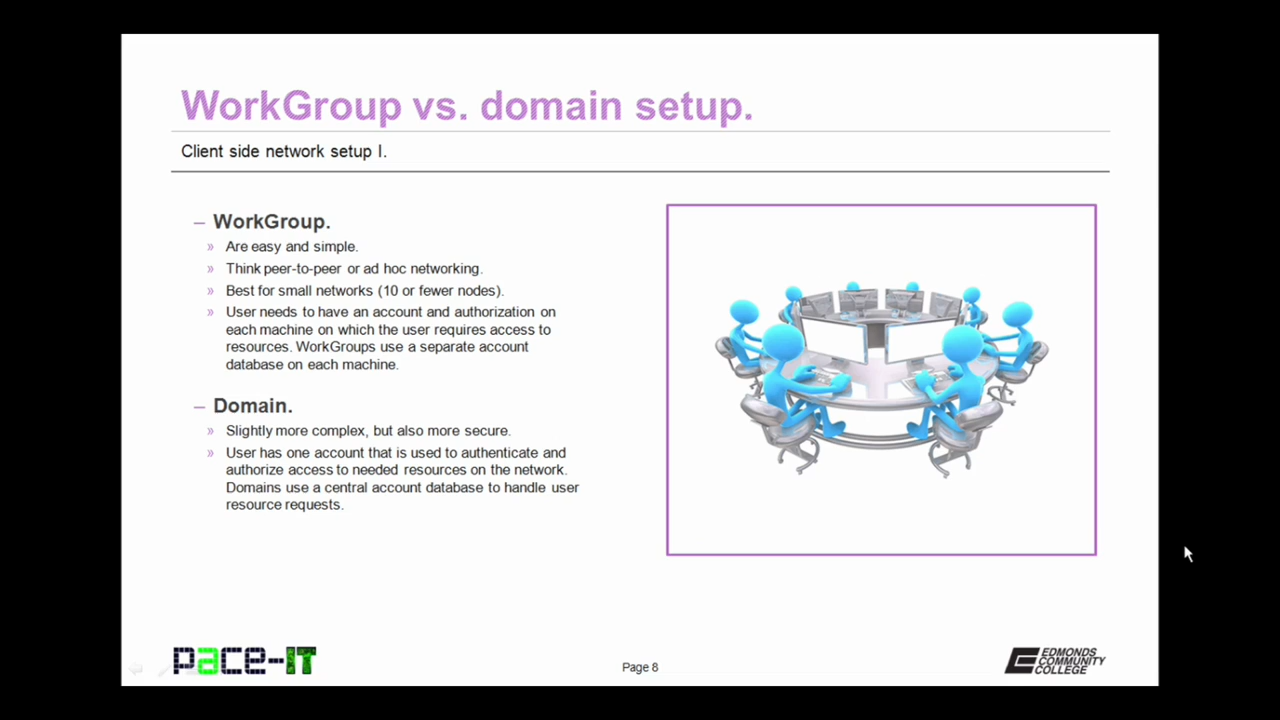 WorkGroup vs. domain setup.
Client side network setup I.
– WorkGroup.
» Are easy and simple.
» Think peer-to-peer or ad hoc networking.
» Best for small networks (10 or fewer nodes).
» User needs to have an account and authorization on
each machine on which the user requires access to
resources. WorkGroups use a separate account
database on each machine.
– Domain.
» Slightly more complex, but also more secure.
» User has one account that is used to authenticate and
authorize access to needed resources on the network.
Domains use a central account database to handle user
resource requests.
pace-IT
Page 8
EDMONDS
COMMUNITY
COLLEGE